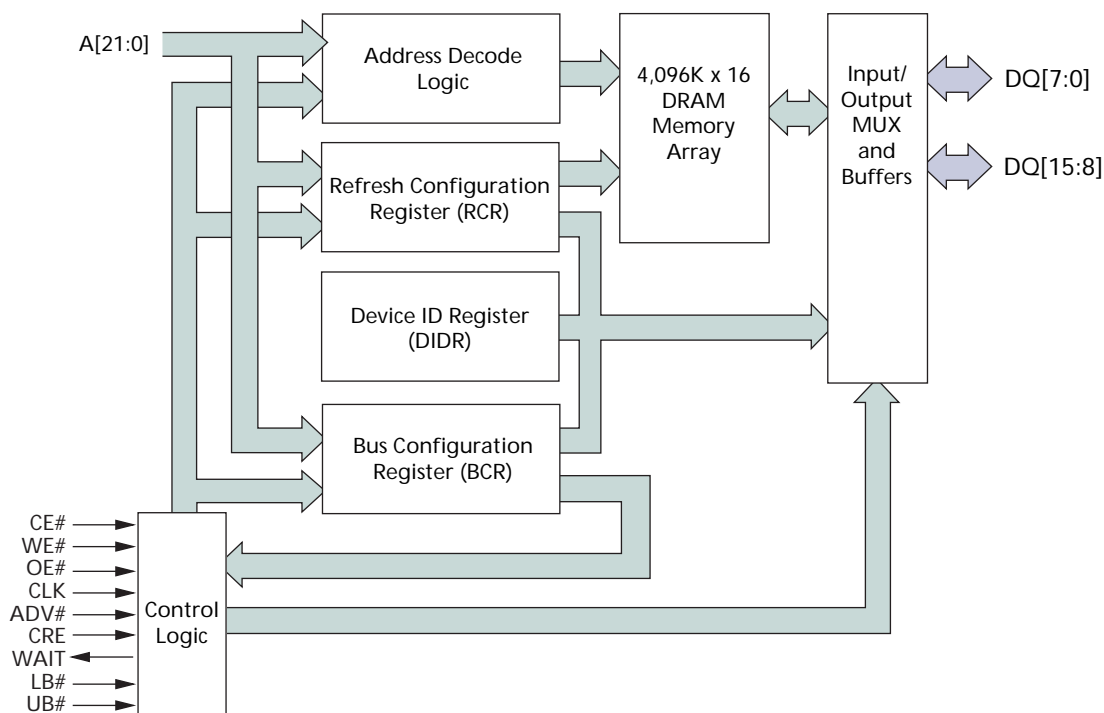 A[21:0]
Address Decode
Logic
4,096K x 16
DRAM
Memory
Array
Input/
Output
MUX
and
Buffers
DQ[7:0]
DQ[15:8]
Refresh Configuration
Register (RCR)
Device ID Register
(DIDR)
Bus Configuration
Register (BCR)
CE#
WE#
OE#
CLK
ADV#
CRE
WAIT
LB#
UB#
Control
Logic